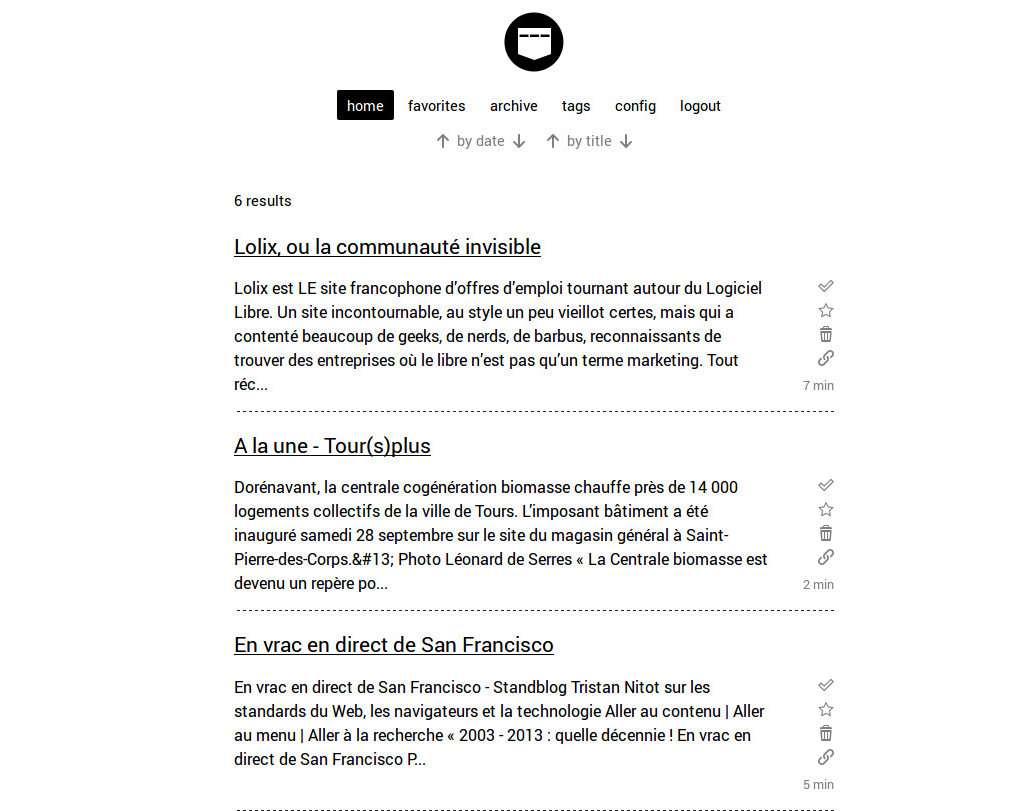 home favorites archive tags config logout
by date by title
6 results
Lolix, ou la communauté invisible
Lolix est LE site francophone d’offres d’emploi tournant autour du Logiciel
Libre. Un site incontournable, au style un peu vieillot certes, mais qui a
contenté beaucoup de geeks, de nerds, de barbus, reconnaissants de
trouver des entreprises où le libre n’est pas qu’un terme marketing. Tout
réc...
7 min
A la une - Tour(s)plus
Dorénavant, la centrale cogénération biomasse chauffe près de 14 000
logements collectifs de la ville de Tours. L’imposant bâtiment a été
inauguré samedi 28 septembre sur le site du magasin général à Saint-
Pierre-des-Corps.&#13; Photo Léonard de Serres « La Centrale biomasse est
devenu un repère po...
2 min
En vrac en direct de San Francisco
En vrac en direct de San Francisco - Standblog Tristan Nitot sur les
standards du Web, les navigateurs et la technologie Aller au contenu | Aller
au menu | Aller à la recherche « 2003 - 2013 : quelle décennie ! En vrac en
direct de San Francisco P...
5 min